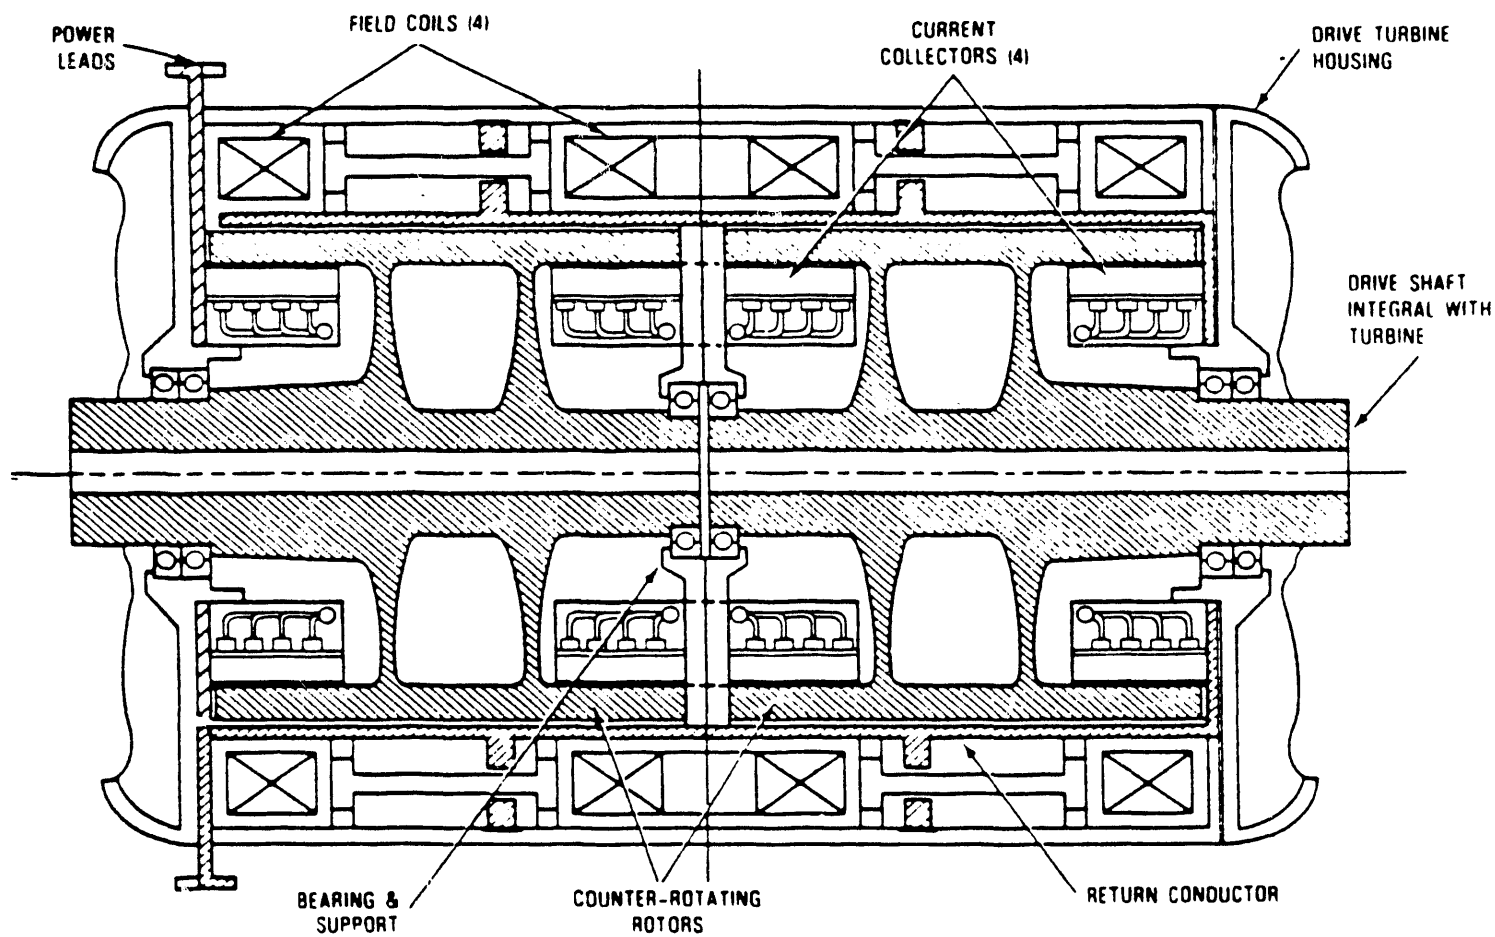 POWER
LEADS
FIELD COILS (4)
CURRENT
COLLECTORS (4)
DRIVE TURBINE
HOUSING
DRIVE SHAFT
INTEGRAL WITH
TURBINE
BEARING &
SUPPORT
COUNTER-ROTATING
ROTORS
RETURN CONDUCTOR